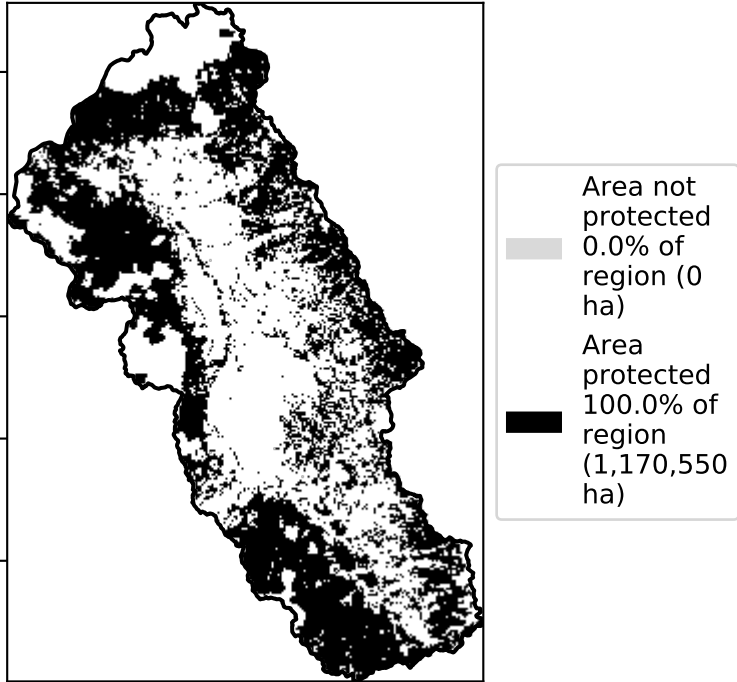 Area not
protected
0.0% of
region (0
ha)
Area
protected
100.0% of
region
(1,170,550
ha)